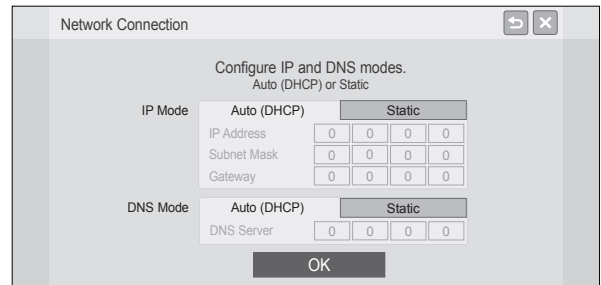 Network Connection
Configure IP and DNS modes.
Auto (DHCP) or Static
IP Mode Auto (DHCP) Static
IP Address 0 0 0 0
Subnet Mask 0 0 0 0
Gateway 0 0 0 0
DNS Mode Auto (DHCP) Static
DNS Server 0 0 0 0
OK